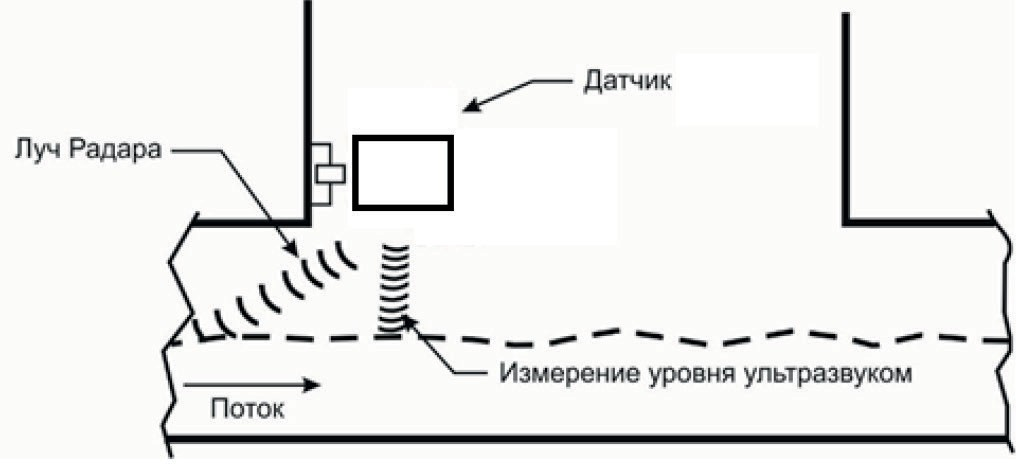 Датчик
Луч Радара
Измерение уровня ультразвуком
Поток